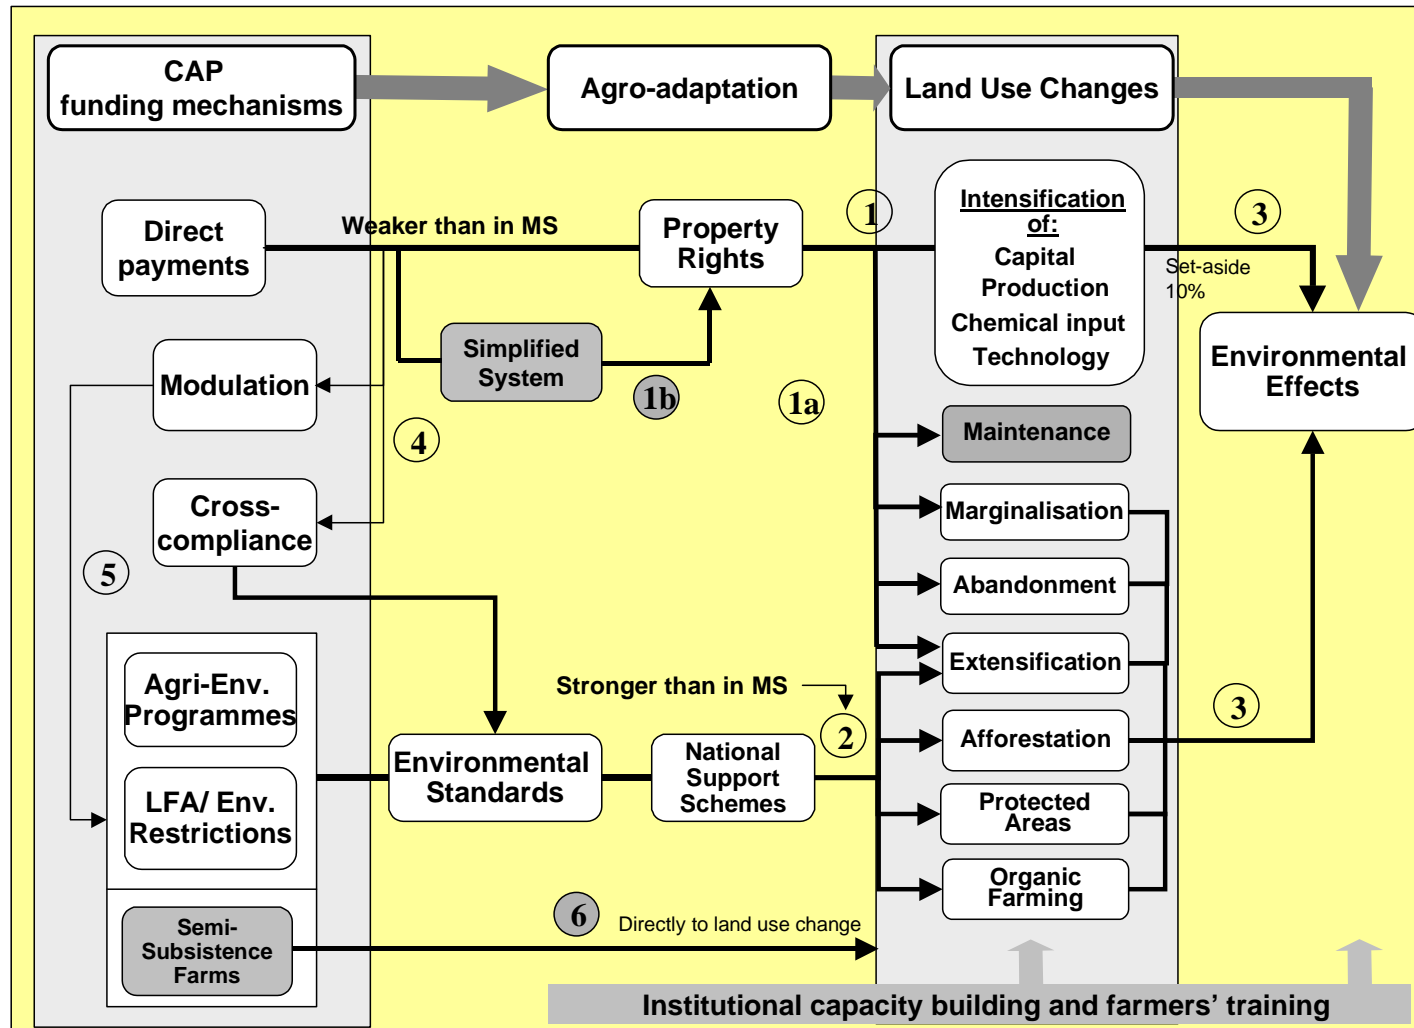 CAP
funding mechanisms
Agro-adaptation
Land Use Changes
Direct
payments
Weaker than in MS
Property
Rights
1
Intensification
of:
Capital
Production
Chemical input
Technology
3
Set-aside
10%
Environmental
Effects
Simplified
System
1b
1a
Modulation
4
Maintenance
Cross-
compliance
Marginalisation
5
Abandonment
Extensification
Agri-Env.
Programmes
Stronger than in MS
2
3
Environmental
Standards
National
Support
Schemes
Afforestation
LFA/ Env.
Restrictions
Protected
Areas
Organic
Farming
Semi-
Subsistence
Farms
6
Directly to land use change
Institutional capacity building and farmers’ training